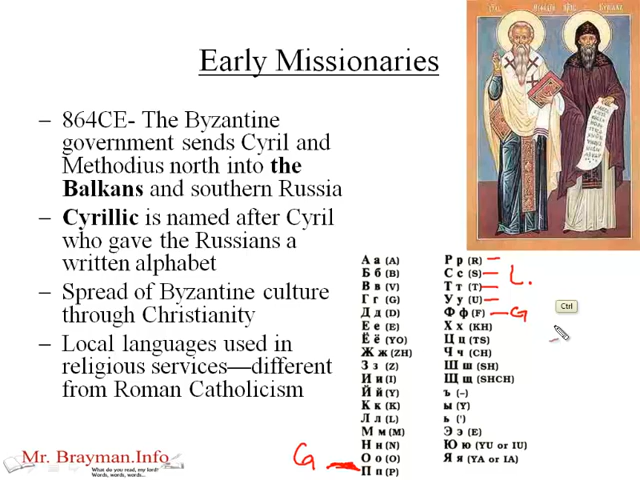 Early Missionaries
– 864CE- The Byzantine
government sends Cyril and
Methodius north into the
Balkans and southern Russia
– Cyrillic is named after Cyril
who gave the Russians a
written alphabet
– Spread of Byzantine culture
through Christianity
– Local languages used in
religious services—different
from Roman Catholicism
А а (A)
Б б (B)
В в (V)
Г г (G)
Д д (D)
Е е (E)
Ё ё (YO)
Ж ж (ZH)
З з (Z)
И и (I)
Й й (Y)
К к (K)
Л л (L)
М м (M)
Н н (N)
О о (O)
П п (P)
Р р (R)
С с (S)
Т т (T)
У у (U)
Ф ф (F)
Х х (KH)
Ц ц (TS)
Ч ч (CH)
Ш ш (SH)
Щ щ (SHCH)
ъ (–)
ы (Y)
ь (')
Э э (E)
Ю ю (YU or IU)
Я я (YA or IA)
L.
G
G
Ctrl
Mr. Brayman.Info
What do you read, my lord?
Words, words, words...